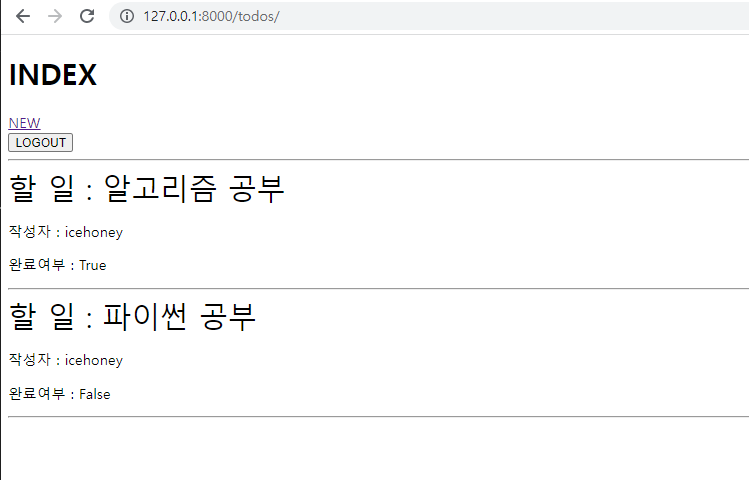 127.0.0.1:8000/todos/
INDEX
NEW
LOGOUT
할 일 : 알고리즘 공부
작성자 : icehoney
완료여부 : True
할 일 : 파이썬 공부
작성자 : icehoney
완료여부 : False